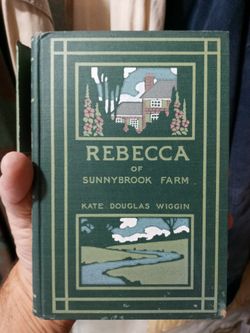 REBECCA
OF
SUNNYBROOK FARM
KATE DOUGLAS WIGGIN